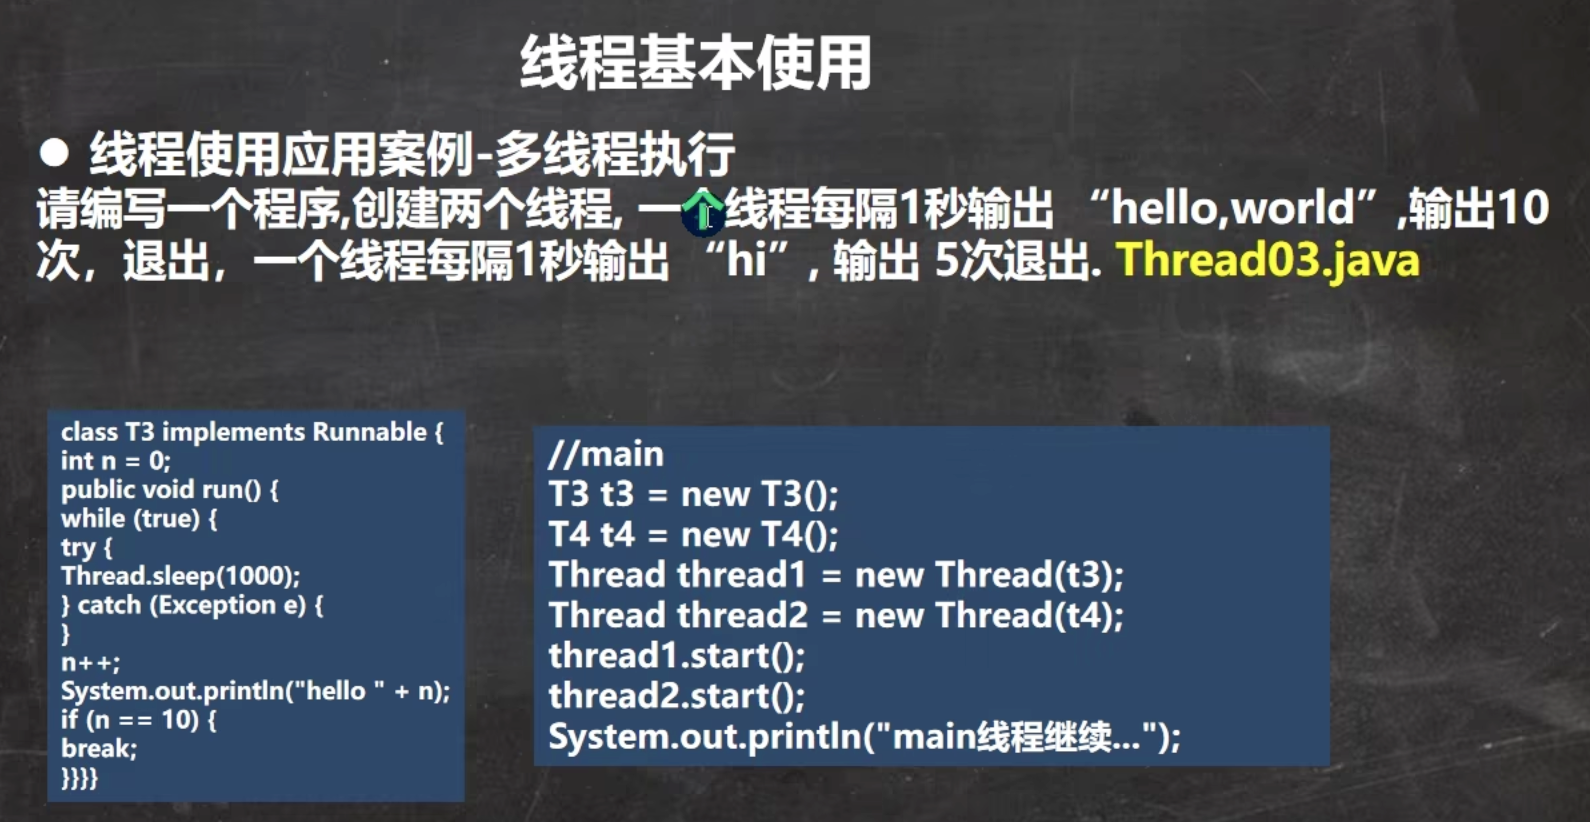 线程基本使用
● 线程使用应用案例-多线程执行
请编写一个程序,创建两个线程, 一个线程每隔1秒输出 “hello,world”,输出10
次，退出，一个线程每隔1秒输出 “hi”, 输出 5次退出. Thread03.java
class T3 implements Runnable {
int n = 0;
public void run() {
while (true) {
try {
Thread.sleep(1000);
} catch (Exception e) {
}
n++;
System.out.println("hello " + n);
if (n == 10) {
break;
}}}}
//main
T3 t3 = new T3();
T4 t4 = new T4();
Thread thread1 = new Thread(t3);
Thread thread2 = new Thread(t4);
thread1.start();
thread2.start();
System.out.println("main线程继续...");